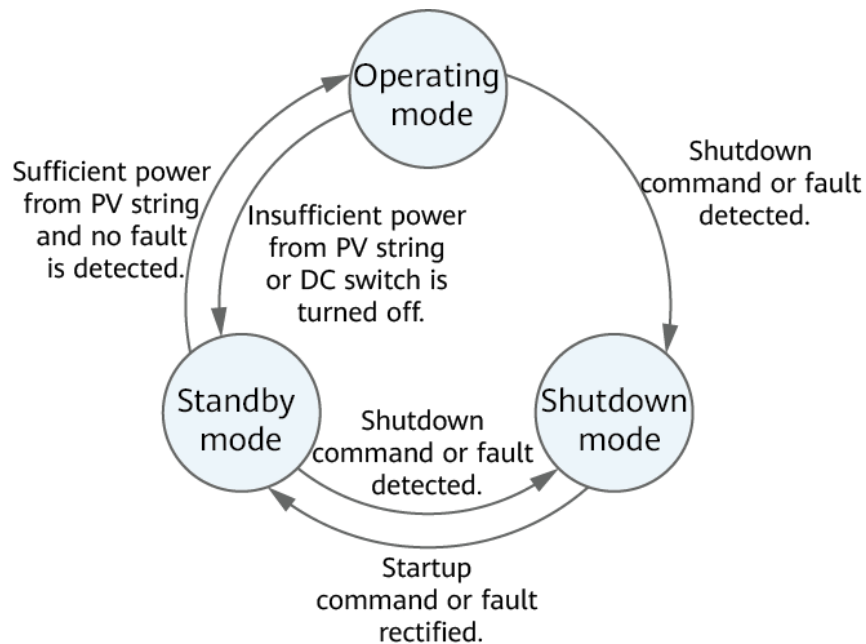 Operating
mode
Shutdown
command or fault
detected.
Sufficient power
from PV string
and no fault
is detected.
Insufficient power
from PV string
or DC switch is
turned off.
Standby
mode
Shutdown
command or fault
detected.
Shutdown
mode
Startup
command or fault
rectified.